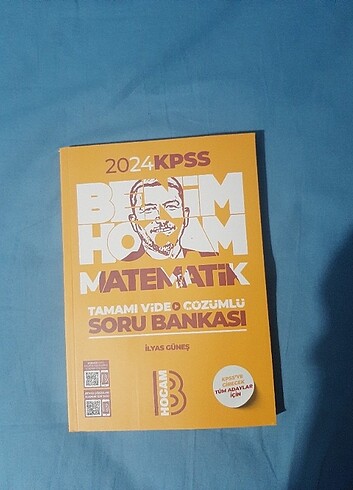 2024 KPSS
BENİM
HOCAM
MATEMATİK
TAMAMI VİDEO ÇÖZÜMLÜ
SORU BANKASI
İLYAS GÜNEŞ
B
HOCAM
KPSS'YE
GİRECEK
TÜM ADAYLAR
İÇİN